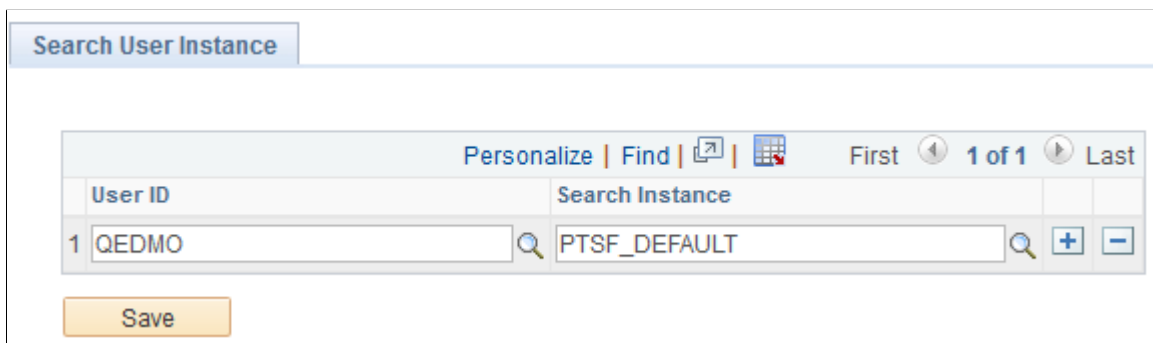 Search User Instance
Personalize | Find | | First 1 of 1 Last
User ID Search Instance
1 QEDMO PTSF_DEFAULT
Save